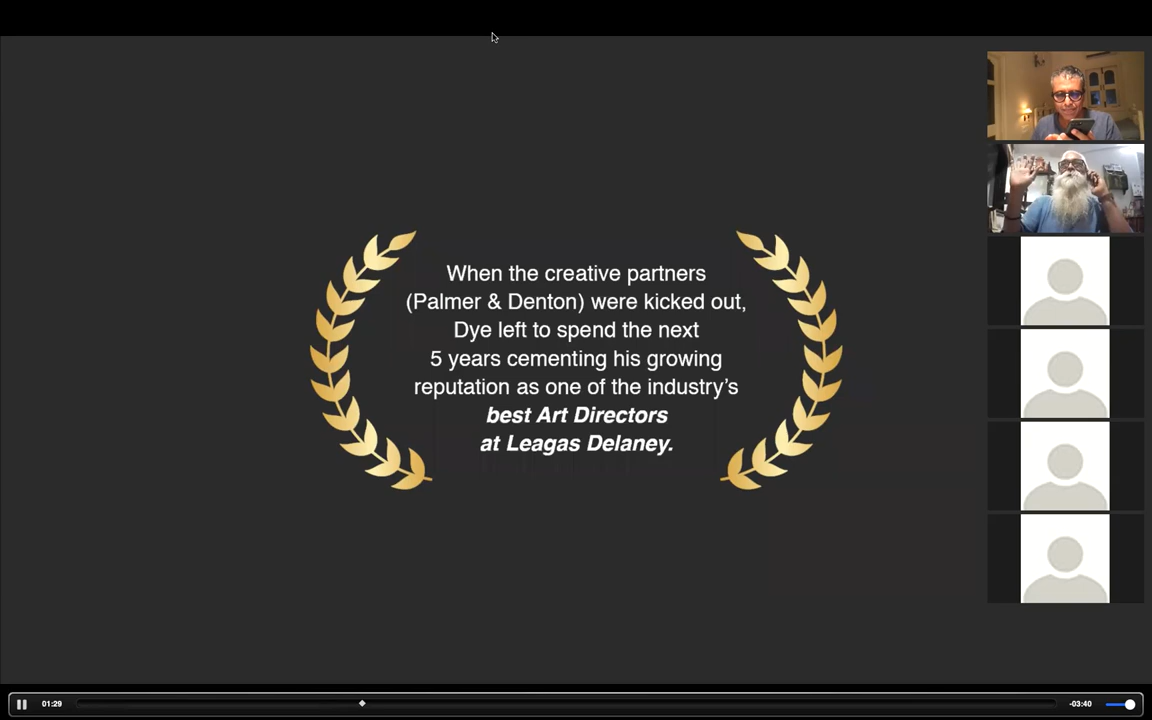 When the creative partners
(Palmer & Denton) were kicked out,
Dye left to spend the next
5 years cementing his growing
reputation as one of the industry’s
best Art Directors
at Leagas Delaney.
01:29
-03:40